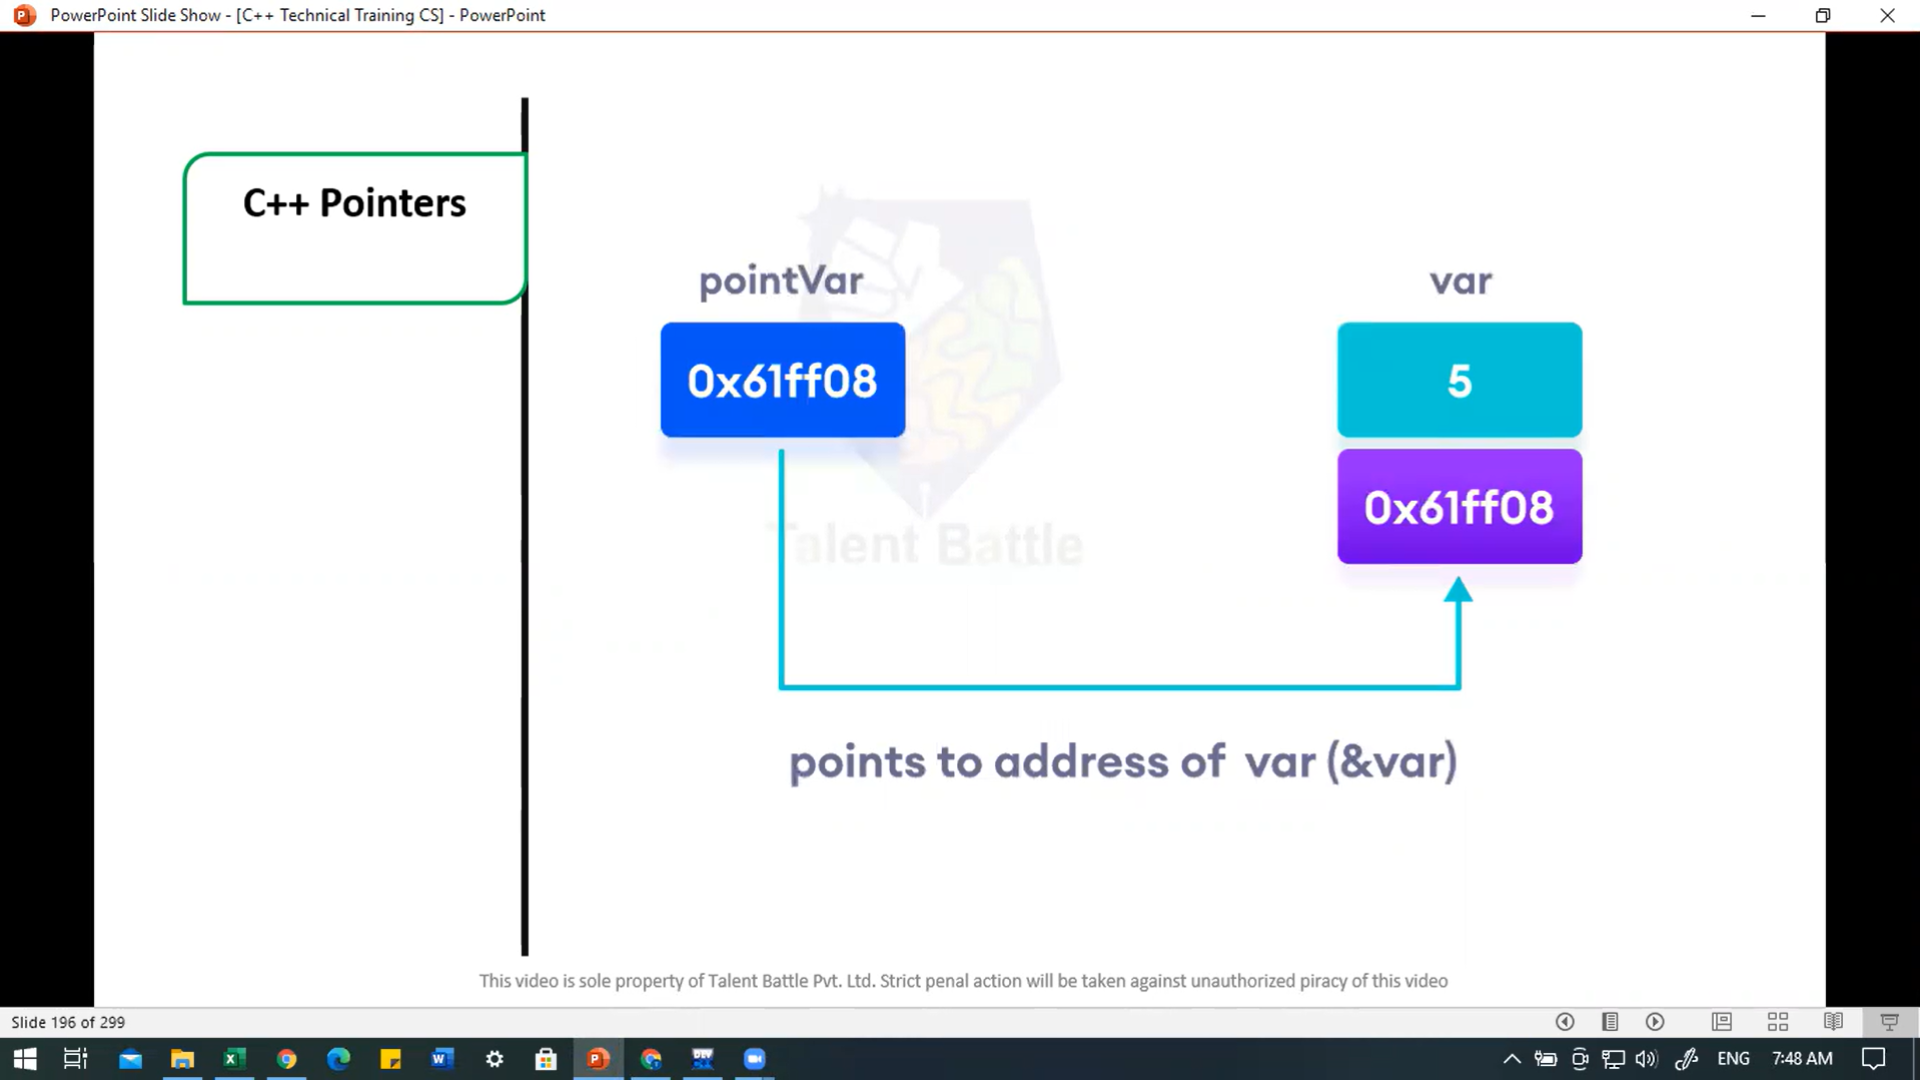 PowerPoint Slide Show - [C++ Technical Training CS] - PowerPoint
C++ Pointers
pointVar
var
0x61ff08
5
0x61ff08
Talent Battle
points to address of var (&var)
This video is sole property of Talent Battle Pvt. Ltd. Strict penal action will be taken against unauthorized piracy of this video
Slide 196 of 299
ENG
7:48 AM